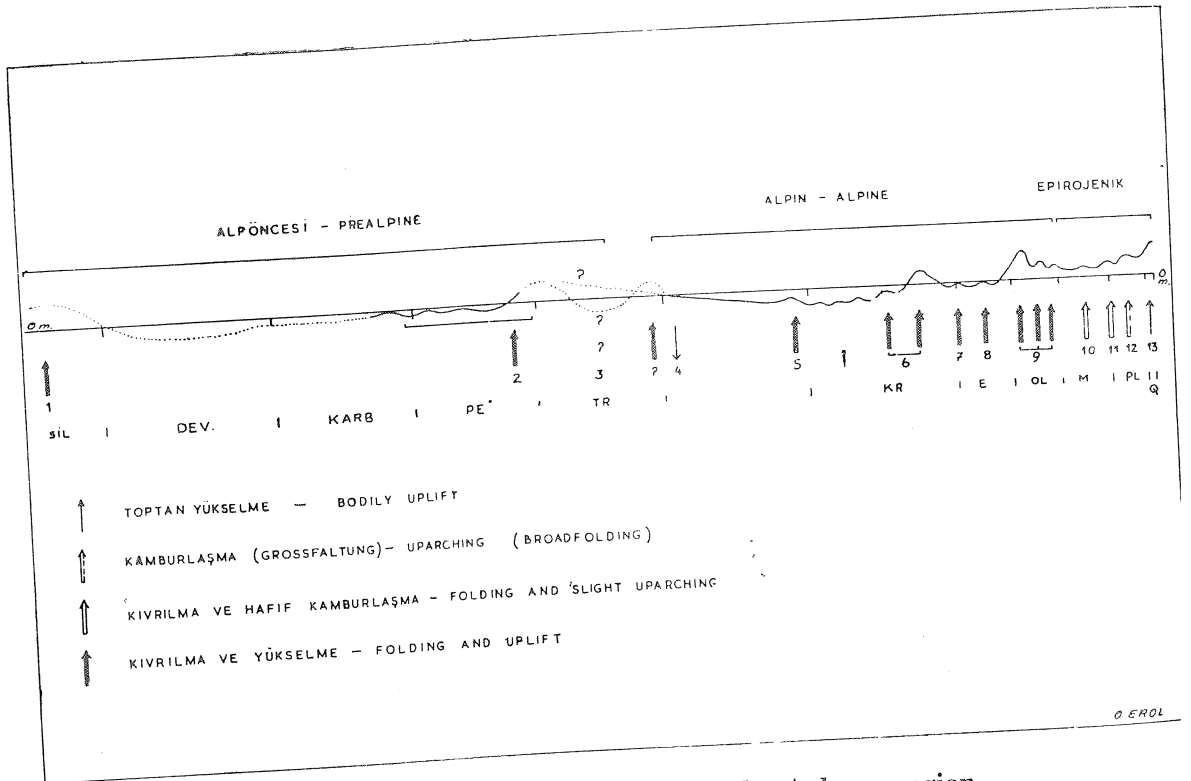 ALPÖNCESİ – PREALPINE
ALPIN – ALPINE
EPIROJENIK
?
0 m.
0 m.
?
?
1 2 3 ? 4 5 6 7 8 9 10 11 12 13
SİL DEV. KARB PE TR KR E OL M PL Q
TOPTAN YÜKSELME — BODILY UPLIFT
KAMBURLAŞMA (GROSSFALTUNG) – UPARCHING (BROADFOLDING)
KIVRILMA VE HAFIF KAMBURLAŞMA – FOLDING AND SLIGHT UPARCHING
KIVRILMA VE YÜKSELME – FOLDING AND UPLIFT
O EROL